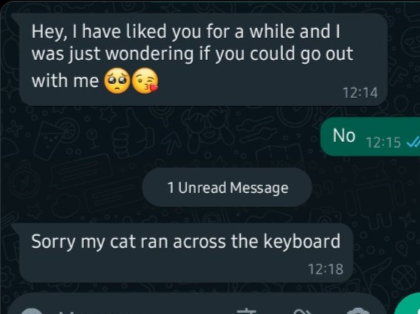 Hey, I have liked you for a while and I
was just wondering if you could go out
with me 🥺😘
12:14
No 12:15
1 Unread Message
Sorry my cat ran across the keyboard
12:18